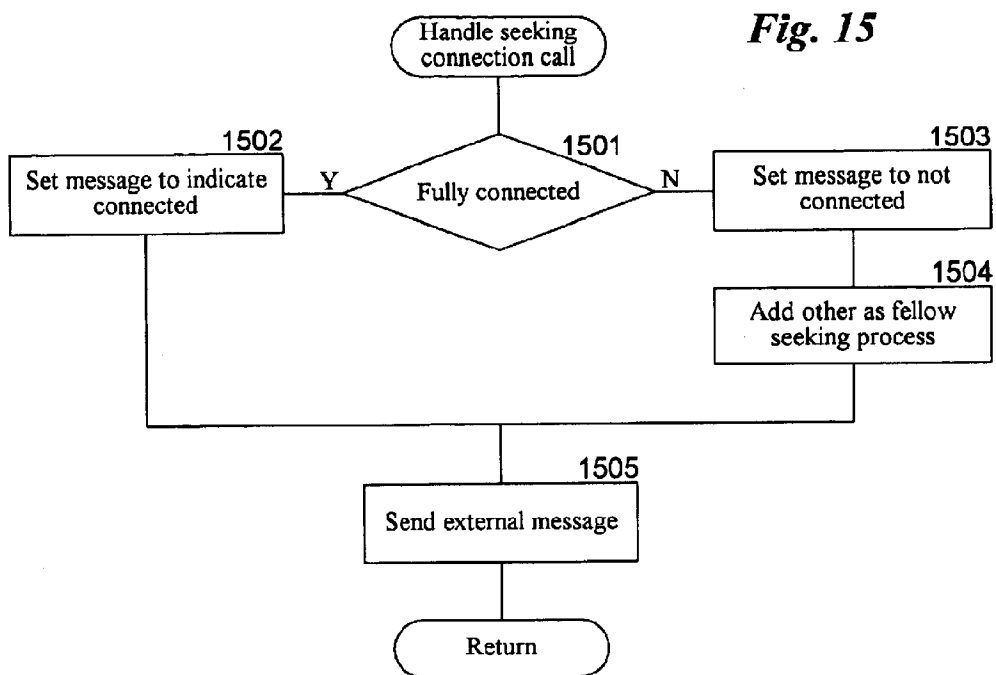 Fig. 15
Handle seeking
connection call
1501
Fully connected
Y
N
1502
Set message to indicate
connected
1503
Set message to not
connected
1504
Add other as fellow
seeking process
1505
Send external message
Return